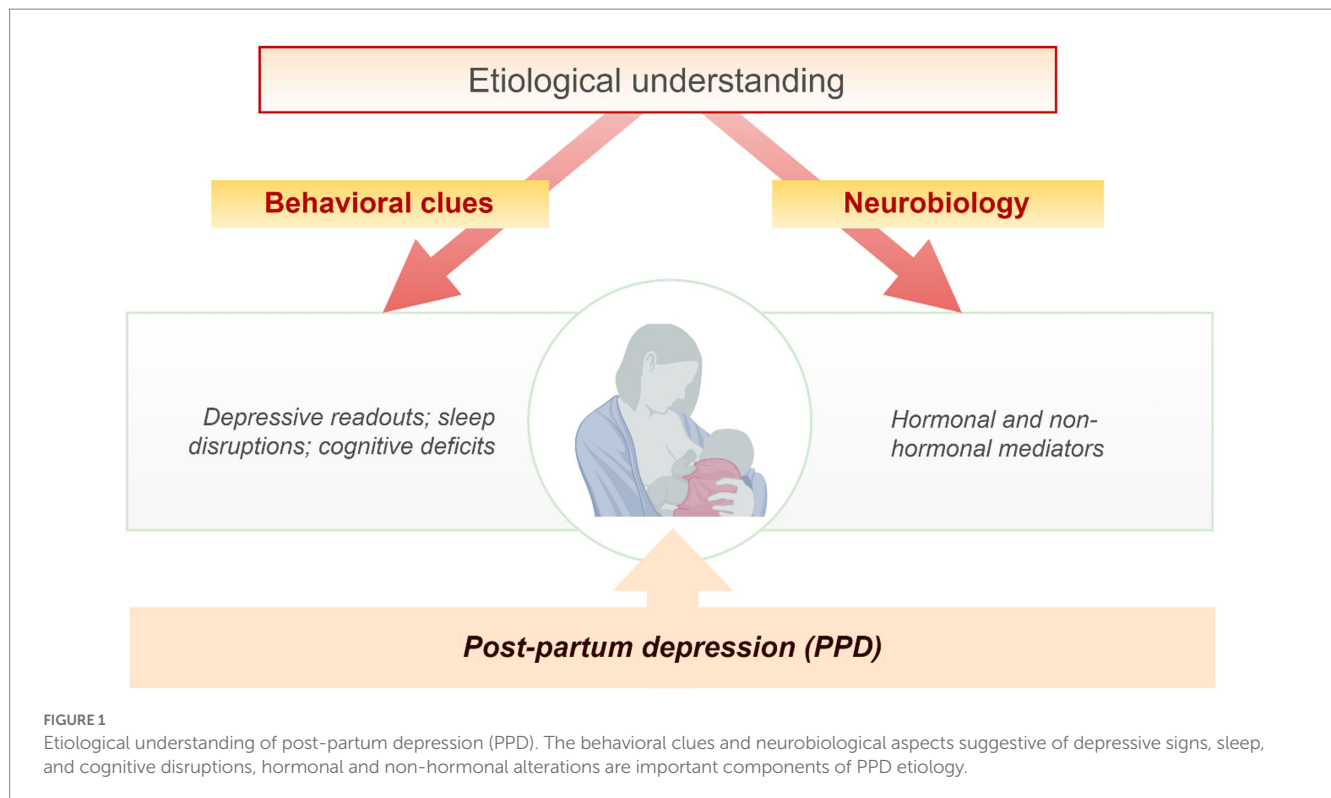 Etiological understanding
Behavioral clues
Neurobiology
Depressive readouts; sleep
disruptions; cognitive deficits
Hormonal and non-
hormonal mediators
Post-partum depression (PPD)
FIGURE 1
Etiological understanding of post-partum depression (PPD). The behavioral clues and neurobiological aspects suggestive of depressive signs, sleep,
and cognitive disruptions, hormonal and non-hormonal alterations are important components of PPD etiology.